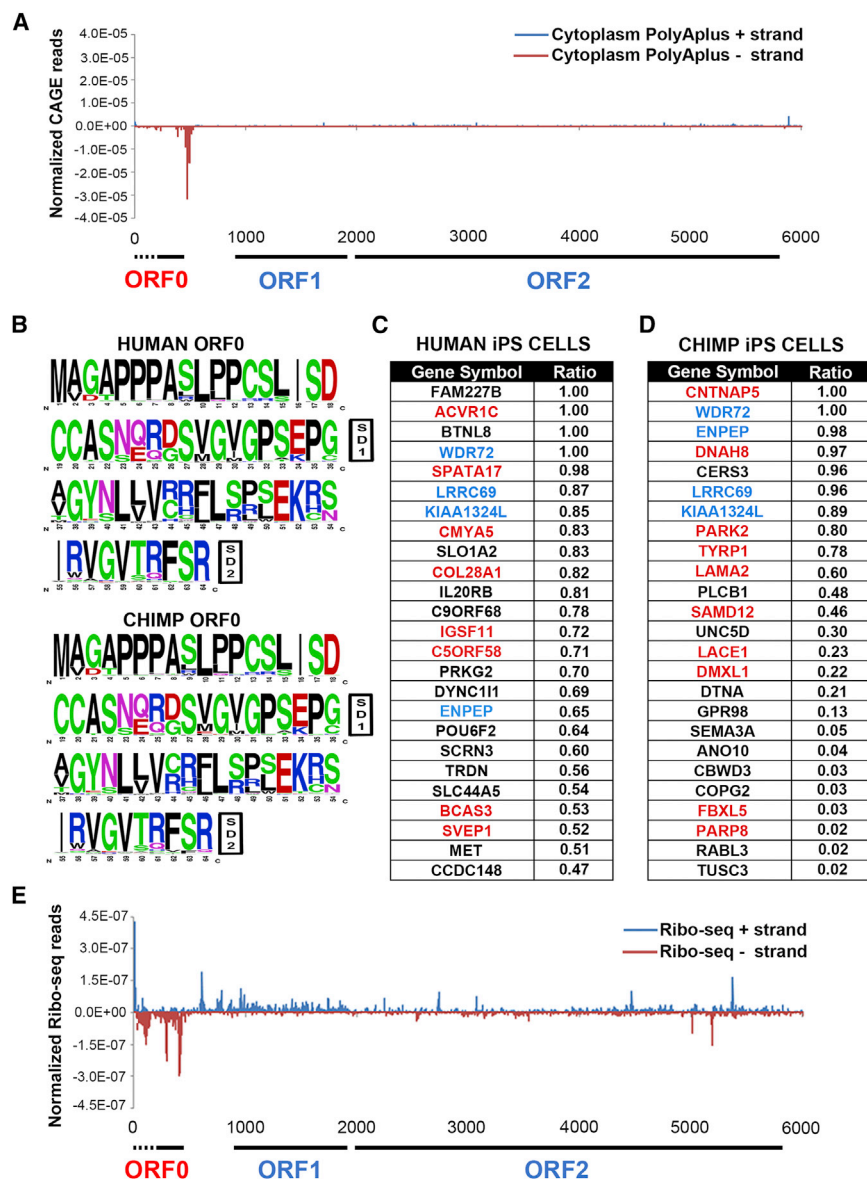 A
Normalized CAGE reads
4.0E-05
3.0E-05
2.0E-05
1.0E-05
0.0E+00
-1.0E-05
-2.0E-05
-3.0E-05
-4.0E-05
Cytoplasm PolyAplus + strand
Cytoplasm PolyAplus - strand
0 1000 2000 3000 4000 5000 6000
ORF0 ORF1 ORF2
B
HUMAN ORF0
MAGAPPPASLPPCSLISD
CCASNQRDSVGVGPSEPG
SD1
AGYNLLVRRFLSRSEKRS
IRVGVTRFSR
SD2
CHIMP ORF0
MAGAPPPASLPPCSLISD
CCASNQRDSVGVGPSEPG
SD1
IRVGVTRFSR
SD2
C
HUMAN iPS CELLS
Gene Symbol Ratio
FAM227B 1.00
ACVR1C 1.00
BTNL8 1.00
WDR72 1.00
SPATA17 0.98
LRRC69 0.87
KIAA1324L 0.85
CMYA5 0.83
SLO1A2 0.83
COL28A1 0.82
IL20RB 0.81
C9ORF68 0.78
IGSF11 0.72
C5ORF58 0.71
PRKG2 0.70
DYNC1I1 0.69
ENPEP 0.65
POU6F2 0.64
SCRN3 0.60
TRDN 0.56
SLC44A5 0.54
BCAS3 0.53
SVEP1 0.52
MET 0.51
CCDC148 0.47
D
CHIMP iPS CELLS
Gene Symbol Ratio
CNTNAP5 1.00
WDR72 1.00
ENPEP 0.98
DNAH8 0.97
CERS3 0.96
LRRC69 0.96
KIAA1324L 0.89
PARK2 0.80
TYRP1 0.78
LAMA2 0.60
PLCB1 0.48
SAMD12 0.46
UNC5D 0.30
LACE1 0.23
DMXL1 0.22
DTNA 0.21
GPR98 0.13
SEMA3A 0.05
ANO10 0.04
CBWD3 0.03
COPG2 0.03
FBXL5 0.03
PARP8 0.02
RABL3 0.02
TUSC3 0.02
E
Normalized Ribo-seq reads
4.5E-07
3.0E-07
1.5E-07
0.0E+00
-1.5E-07
-3.0E-07
-4.5E-07
Ribo-seq + strand
Ribo-seq - strand
0 1000 2000 3000 4000 5000 6000
ORF0 ORF1 ORF2